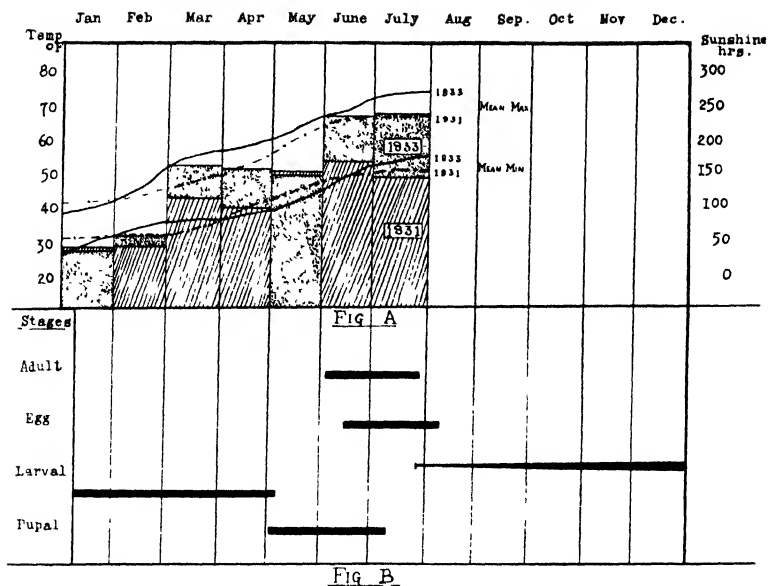 Jan Feb Mar Apr May June July Aug Sep. Oct Nov Dec.
Temp
oF
Sunshine
hrs.
80 300
70 250
60 200
50 150
40 100
30 50
20 0
1933
MEAN MAX
1931
1933
1933
MEAN MIN
1931
1931
FIG A
Stages
Adult
Egg
Larval
Pupal
FIG B